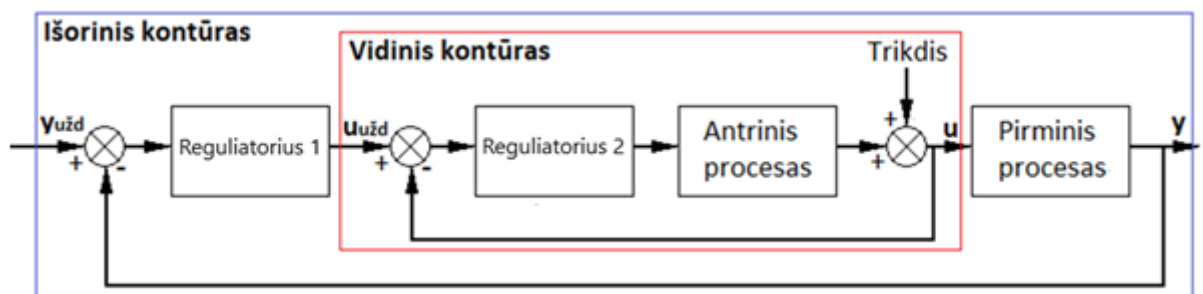 Išorinis kontūras
Vidinis kontūras
Trikdis
yužd
+
-
Reguliatorius 1
uužd
+
-
Reguliatorius 2
Antrinis
procesas
+
+
u
Pirminis
procesas
y